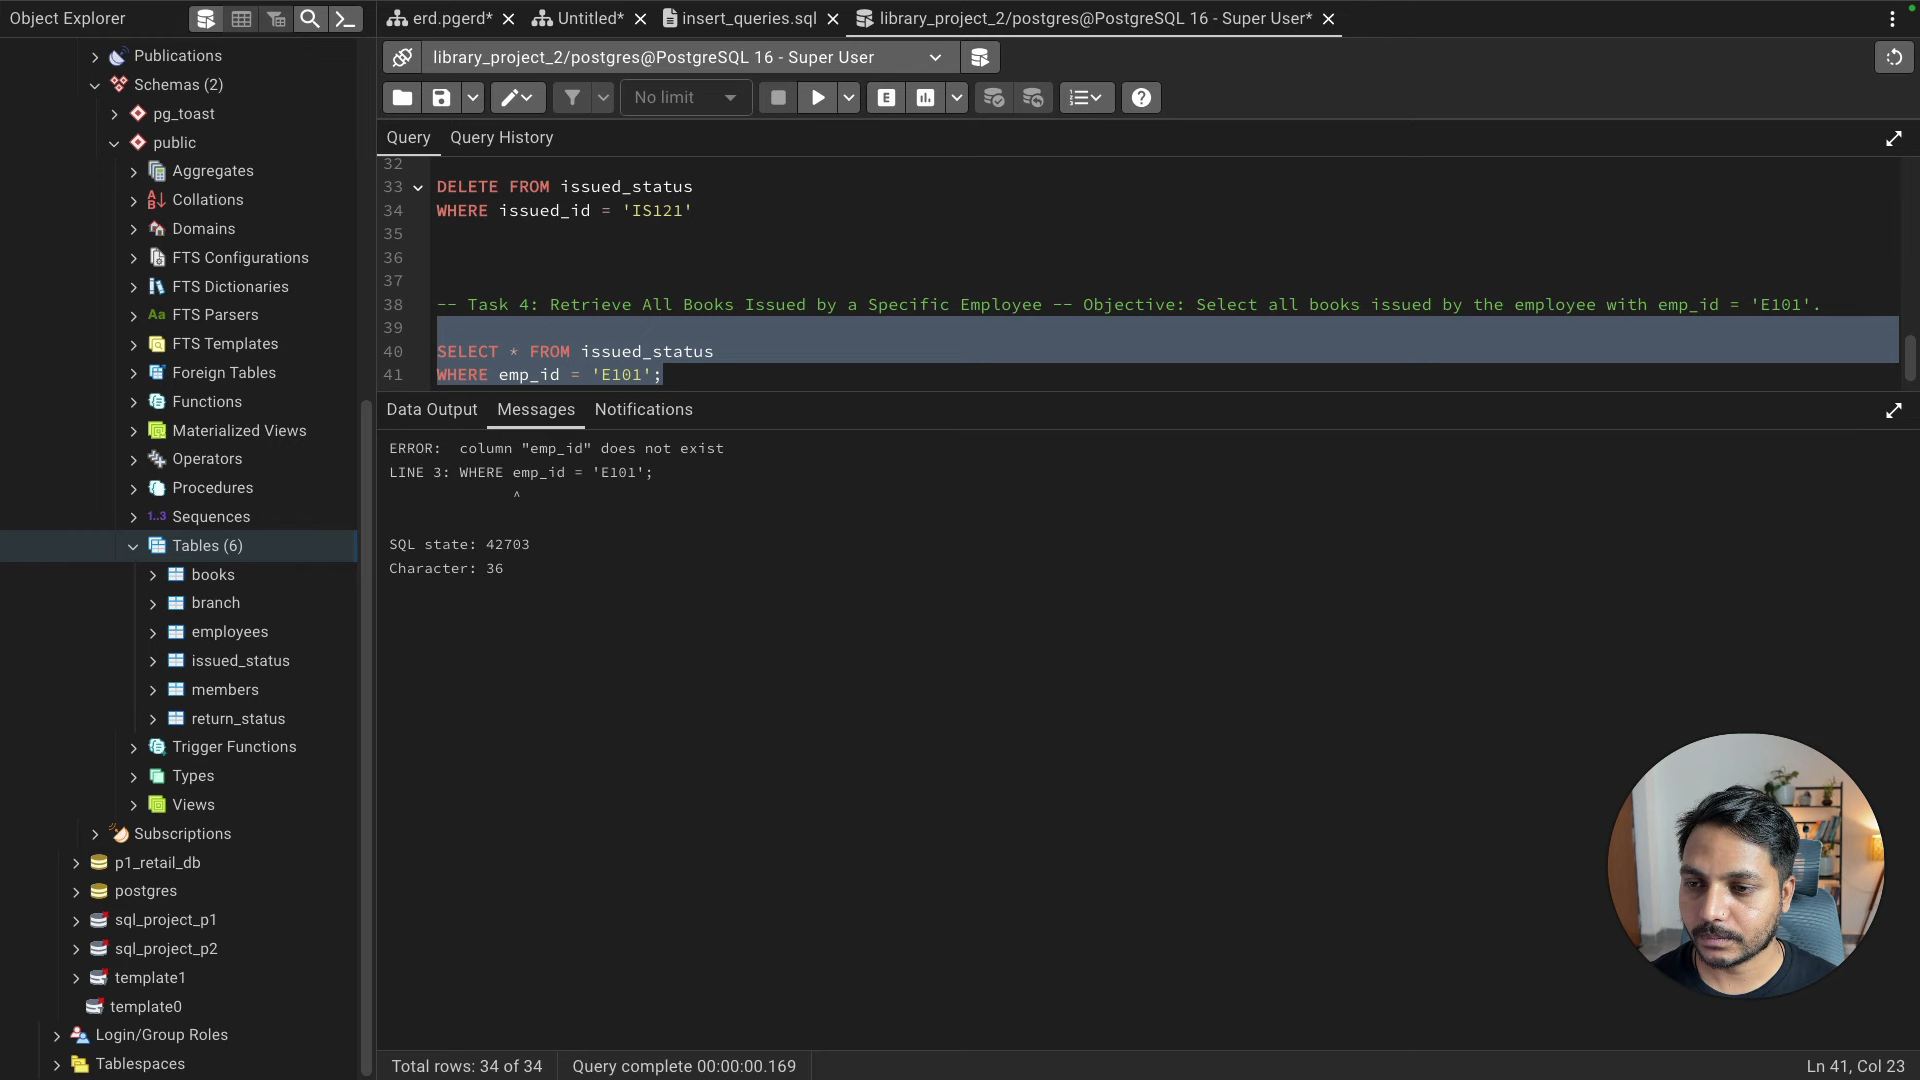 Object Explorer
erd.pgerd*
Untitled*
insert_queries.sql
library_project_2/postgres@PostgreSQL 16 - Super User*
library_project_2/postgres@PostgreSQL 16 - Super User
No limit
E
Query
Query History
Publications
Schemas (2)
pg_toast
public
Aggregates
Collations
Domains
FTS Configurations
FTS Dictionaries
Aa FTS Parsers
FTS Templates
Foreign Tables
Functions
Materialized Views
Operators
Procedures
1..3 Sequences
Tables (6)
books
branch
employees
issued_status
members
return_status
Trigger Functions
Types
Views
Subscriptions
p1_retail_db
postgres
sql_project_p1
sql_project_p2
template1
template0
Login/Group Roles
Tablespaces
32
33 DELETE FROM issued_status
34 WHERE issued_id = 'IS121'
35
36
37
38 -- Task 4: Retrieve All Books Issued by a Specific Employee -- Objective: Select all books issued by the employee with emp_id = 'E101'.
39
40 SELECT * FROM issued_status
41 WHERE emp_id = 'E101';
Data Output
Messages
Notifications
ERROR:  column "emp_id" does not exist
LINE 3: WHERE emp_id = 'E101';
^
SQL state: 42703
Character: 36
Total rows: 34 of 34
Query complete 00:00:00.169
Ln 41, Col 23